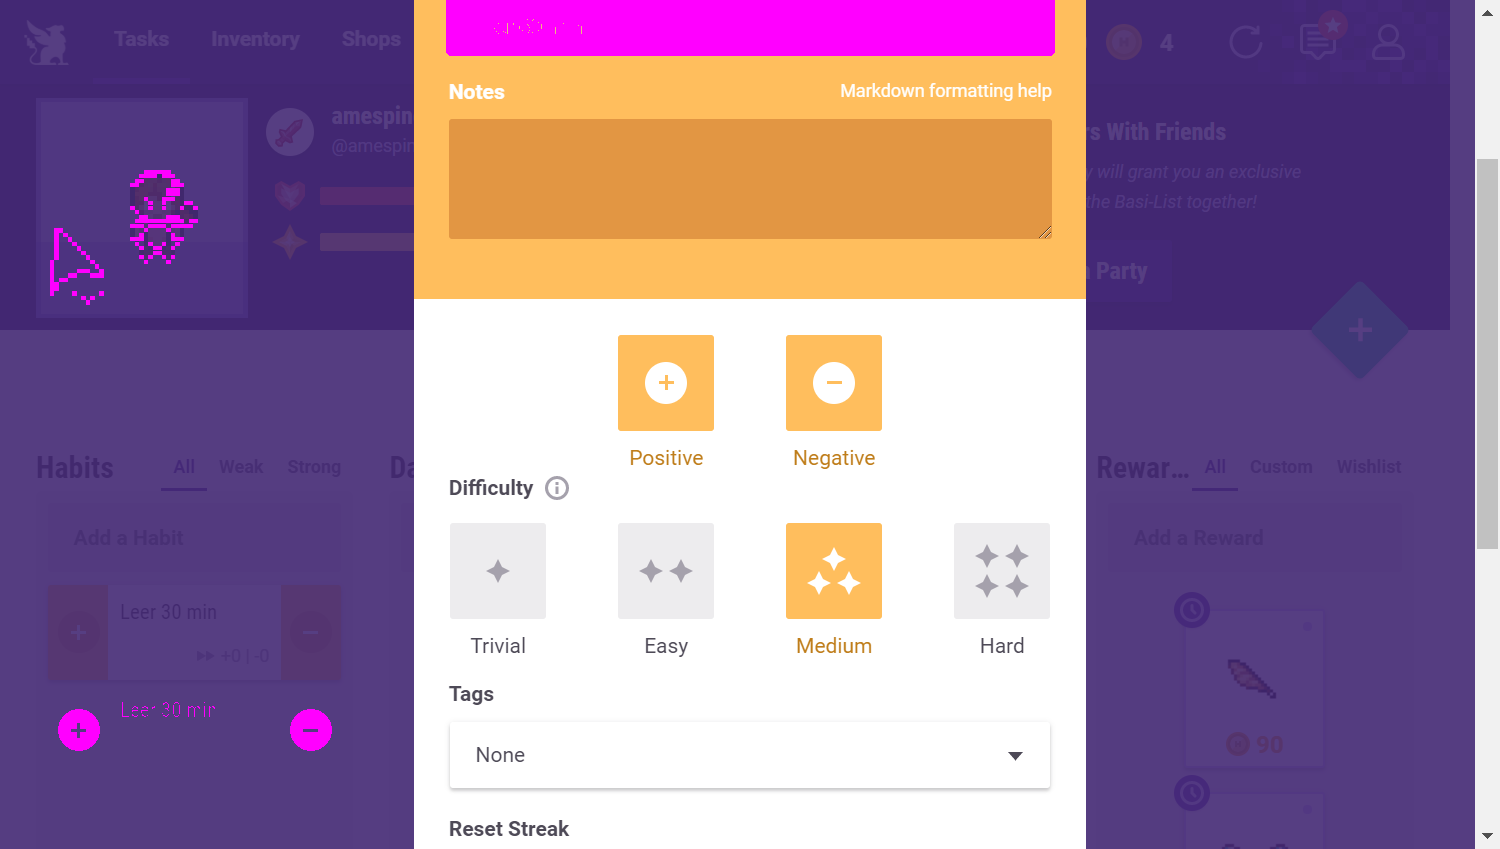 Tasks Inventory Shops
4
Notes
Markdown formatting help
amespin
@amespin
rs With Friends
y will grant you an exclusive
the Basi-List together!
a Party
Positive Negative
Difficulty
Habits
All Weak Strong
Da
Rewar... All Custom Wishlist
Add a Habit
Add a Reward
Leer 30 min
+0 | -0
Trivial Easy Medium Hard
Tags
Leer 30 min
None
90
Reset Streak